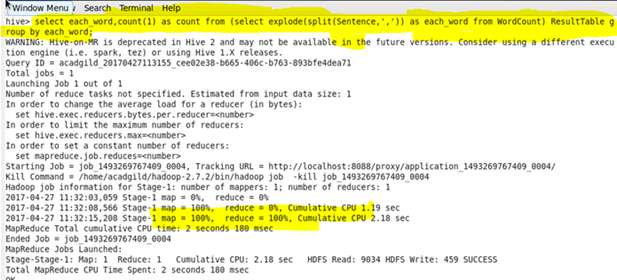 Window Menu Search Terminal Help
hive> select each_word,count(1) as count from (select explode(split(Sentence,',')) as each_word from WordCount) ResultTable g
roup by each_word;
WARNING: Hive-on-MR is deprecated in Hive 2 and may not be available in the future versions. Consider using a different execu
tion engine (i.e. spark, tez) or using Hive 1.X releases.
Query ID = acadgild_20170427113155_cee02e38-b665-406c-b763-893bfe4dea71
Total jobs = 1
Launching Job 1 out of 1
Number of reduce tasks not specified. Estimated from input data size: 1
In order to change the average load for a reducer (in bytes):
  set hive.exec.reducers.bytes.per.reducer=<number>
In order to limit the maximum number of reducers:
  set hive.exec.reducers.max=<number>
In order to set a constant number of reducers:
  set mapreduce.job.reduces=<number>
Starting Job = job_1493269767409_0004, Tracking URL = http://localhost:8088/proxy/application_1493269767409_0004/
Kill Command = /home/acadgild/hadoop-2.7.2/bin/hadoop job  -kill job_1493269767409_0004
Hadoop job information for Stage-1: number of mappers: 1; number of reducers: 1
2017-04-27 11:32:03,059 Stage-1 map = 0%,  reduce = 0%
2017-04-27 11:32:08,566 Stage-1 map = 100%,  reduce = 0%, Cumulative CPU 1.19 sec
2017-04-27 11:32:15,208 Stage-1 map = 100%,  reduce = 100%, Cumulative CPU 2.18 sec
MapReduce Total cumulative CPU time: 2 seconds 180 msec
Ended Job = job_1493269767409_0004
MapReduce Jobs Launched:
Stage-Stage-1: Map: 1  Reduce: 1   Cumulative CPU: 2.18 sec   HDFS Read: 9034 HDFS Write: 459 SUCCESS
Total MapReduce CPU Time Spent: 2 seconds 180 msec
OK